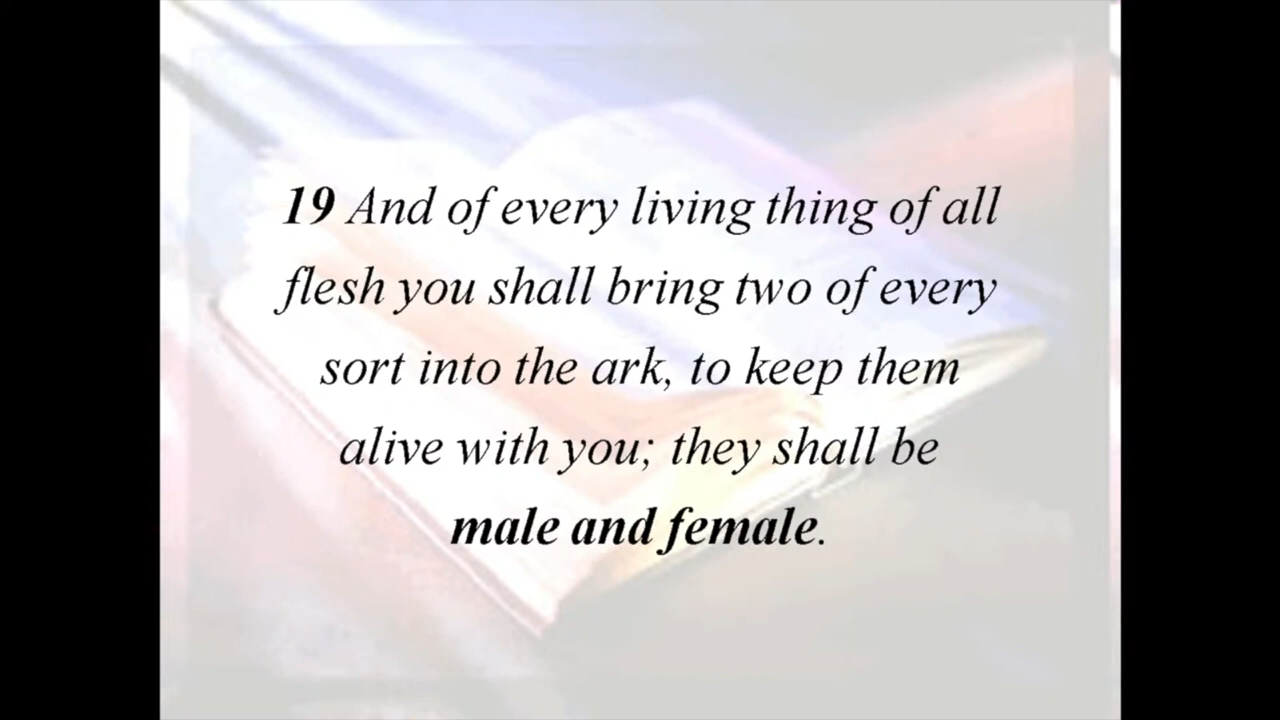 19 And of every living thing of all
flesh you shall bring two of every
sort into the ark, to keep them
alive with you; they shall be
male and female.